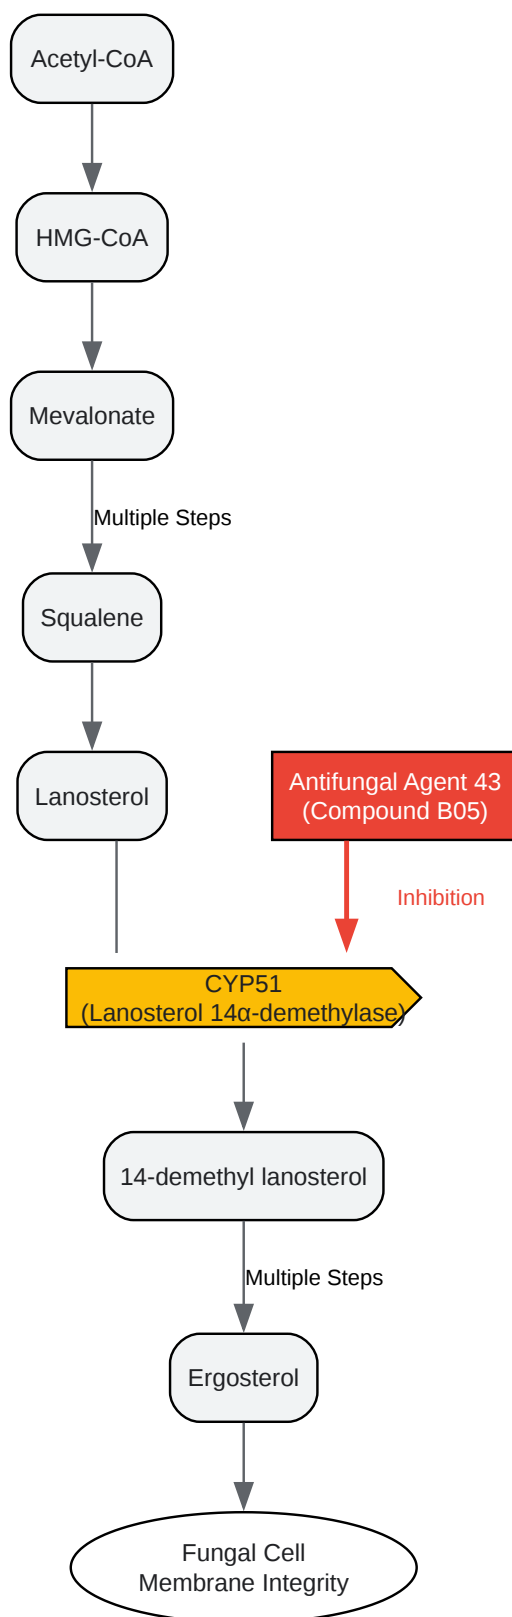 Acetyl-CoA
HMG-CoA
Mevalonate
Multiple Steps
Squalene
Lanosterol
Antifungal Agent 43
(Compound B05)
Inhibition
CYP51
(Lanosterol 14α-demethylase)
14-demethyl lanosterol
Multiple Steps
Ergosterol
Fungal Cell
Membrane Integrity